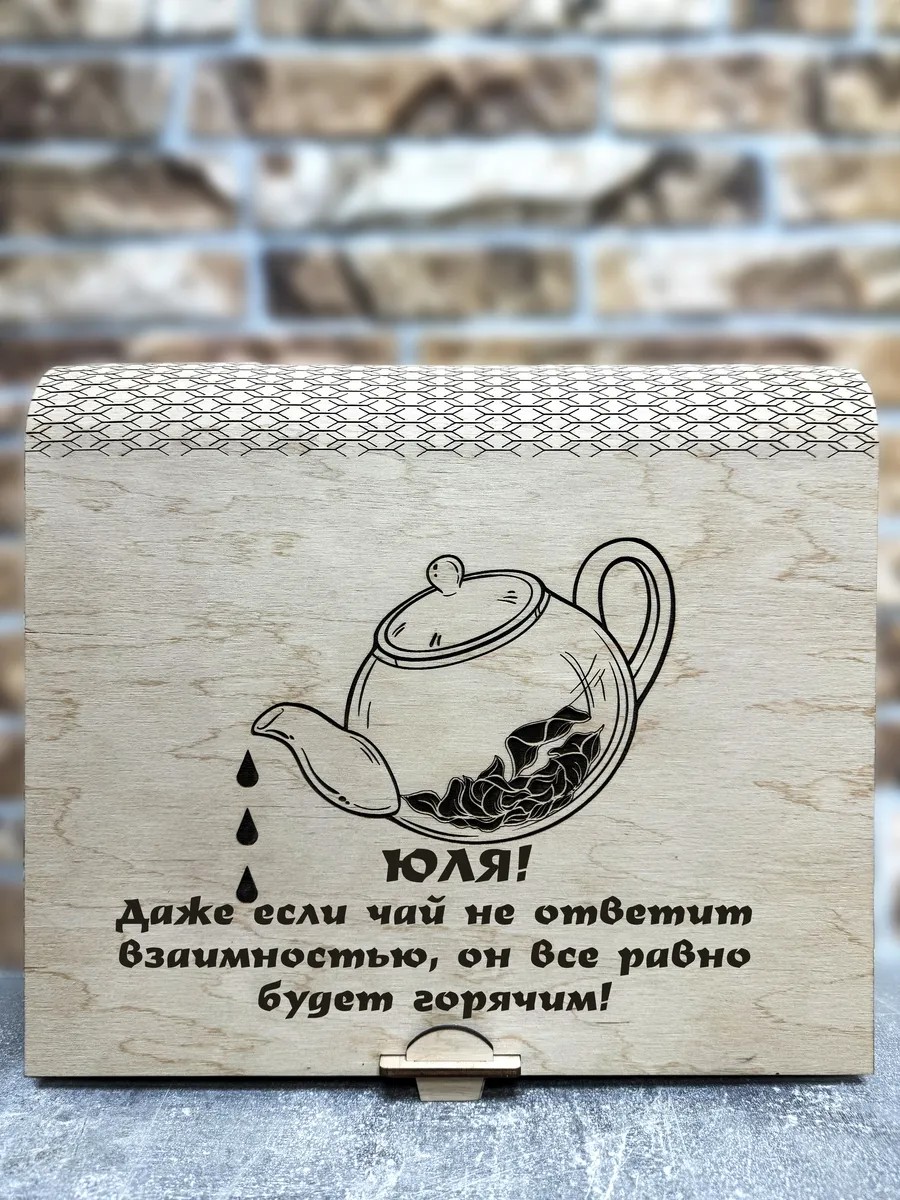 ЮЛЯ!
Даже если чай не ответит
взаимностью, он все равно
будет горячим!